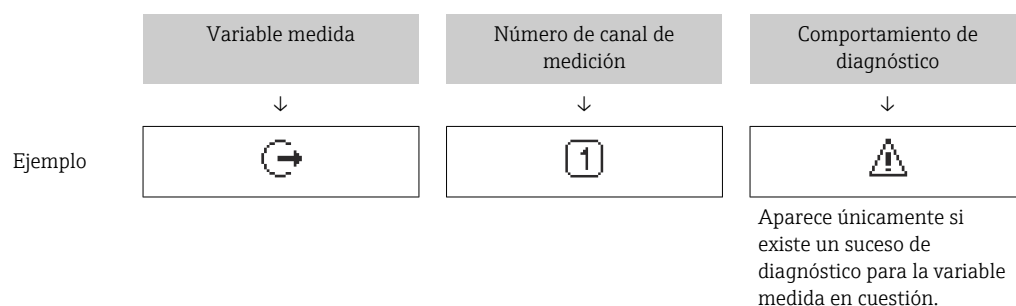 Variable medida
Número de canal de
medición
Comportamiento de
diagnóstico
↓ ↓ ↓
Ejemplo
1
Aparece únicamente si
existe un suceso de
diagnóstico para la variable
medida en cuestión.